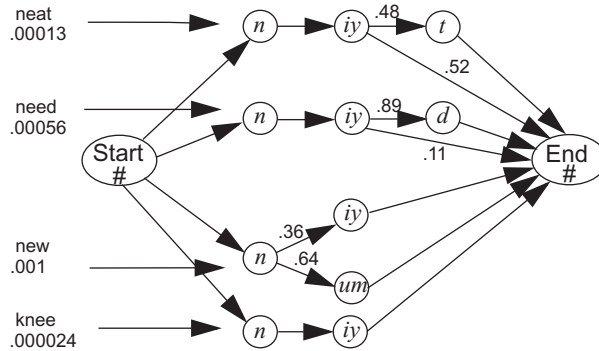 neat
.00013
n
iy
.48
t
.52
need
.00056
n
iy
.89
d
.11
Start
#
End
#
new
.001
n
.36
iy
.64
um
knee
.000024
n
iy